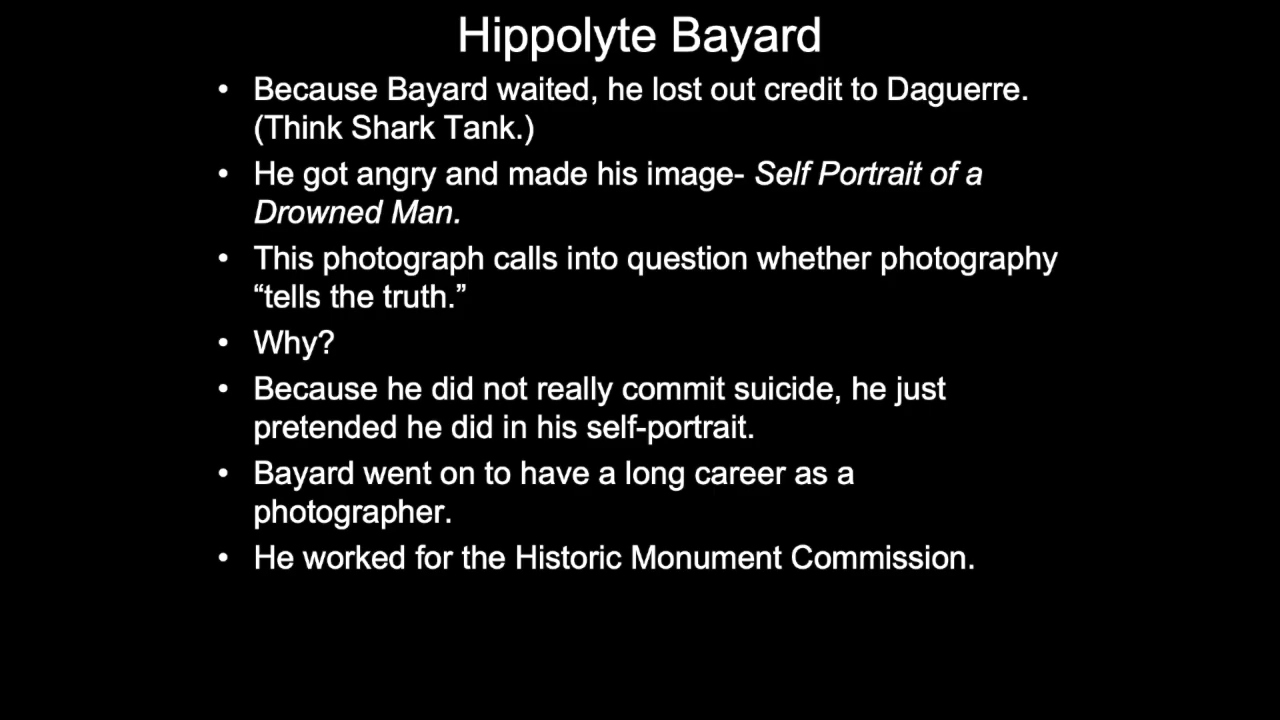 Hippolyte Bayard
• Because Bayard waited, he lost out credit to Daguerre.
(Think Shark Tank.)
• He got angry and made his image- Self Portrait of a
Drowned Man.
• This photograph calls into question whether photography
“tells the truth.”
• Why?
• Because he did not really commit suicide, he just
pretended he did in his self-portrait.
• Bayard went on to have a long career as a
photographer.
• He worked for the Historic Monument Commission.